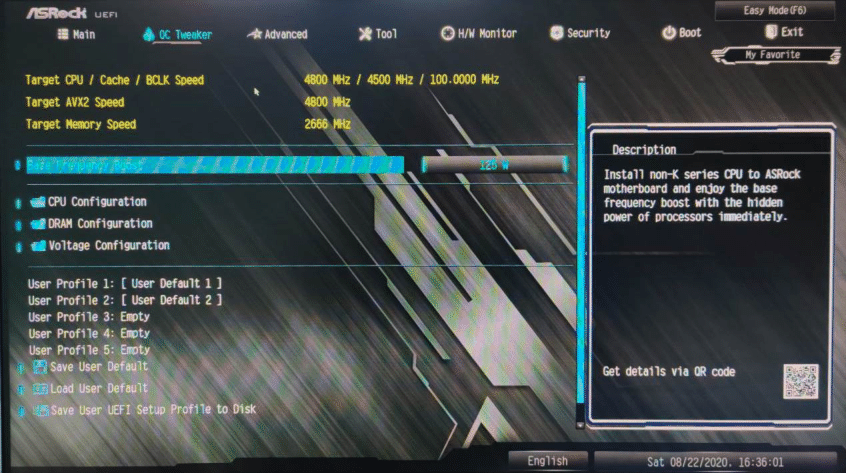 ASRock UEFI
Easy Mode(F6)
Main
OC Tweaker
Advanced
Tool
H/W Monitor
Security
Boot
Exit
My Favorite
Target CPU / Cache / BCLK Speed 4800 MHz / 4500 MHz / 100.0000 MHz
Target AVX2 Speed 4800 MHz
Target Memory Speed 2666 MHz
Base Frequency Boost 125 W
CPU Configuration
DRAM Configuration
Voltage Configuration
User Profile 1: [ User Default 1 ]
User Profile 2: [ User Default 2 ]
User Profile 3: Empty
User Profile 4: Empty
User Profile 5: Empty
Save User Default
Load User Default
Save User UEFI Setup Profile to Disk
Description
Install non-K series CPU to ASRock
motherboard and enjoy the base
frequency boost with the hidden
power of processors immediately.
Get details via QR code
English
Sat 08/22/2020. 16:36:01